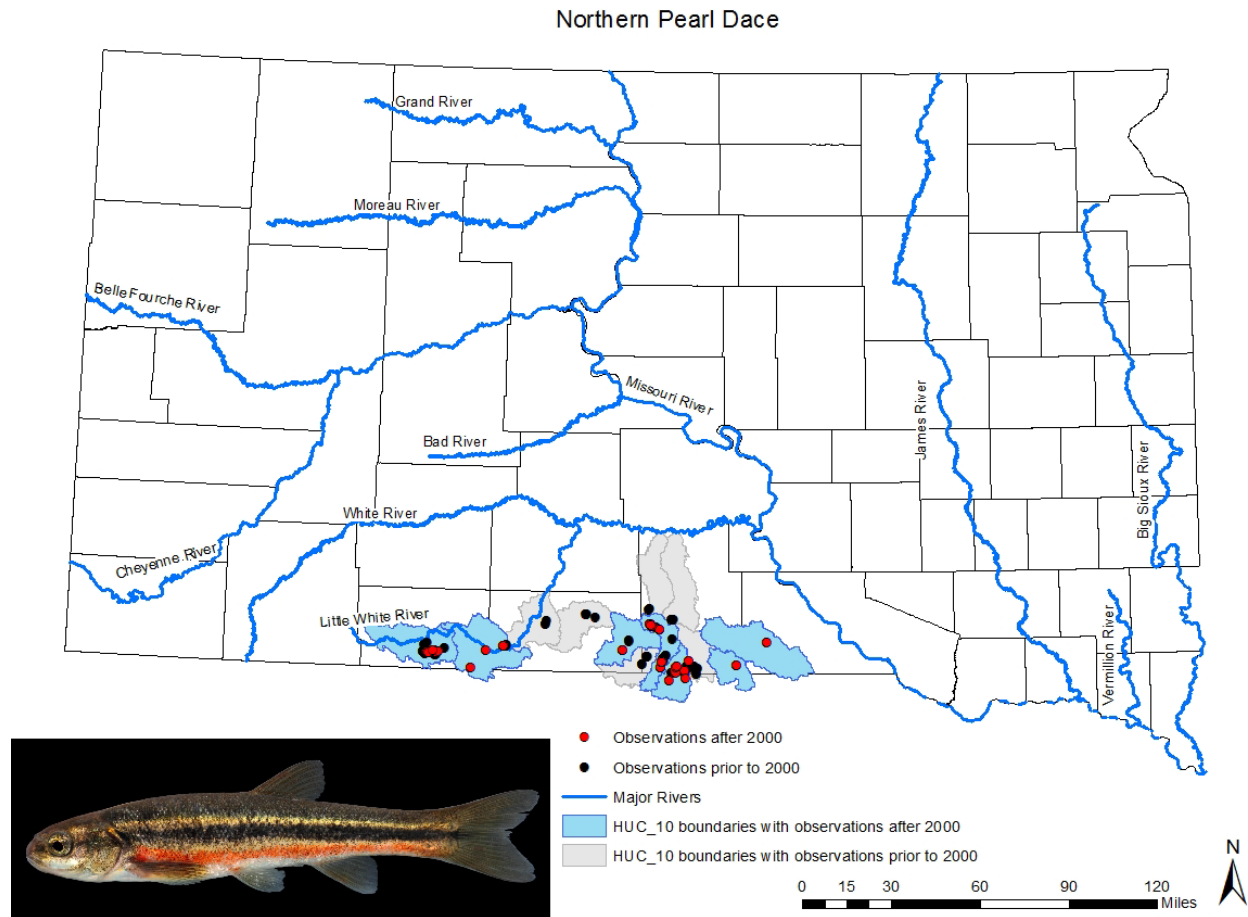 Northern Pearl Dace
Grand River
Moreau River
Belle Fourche River
Missouri River
Bad River
James River
Big Sioux River
White River
Cheyenne River
Little White River
Vermillion River
Observations after 2000
Observations prior to 2000
Major Rivers
HUC_10 boundaries with observations after 2000
HUC_10 boundaries with observations prior to 2000
N
0 15 30 60 90 120
Miles